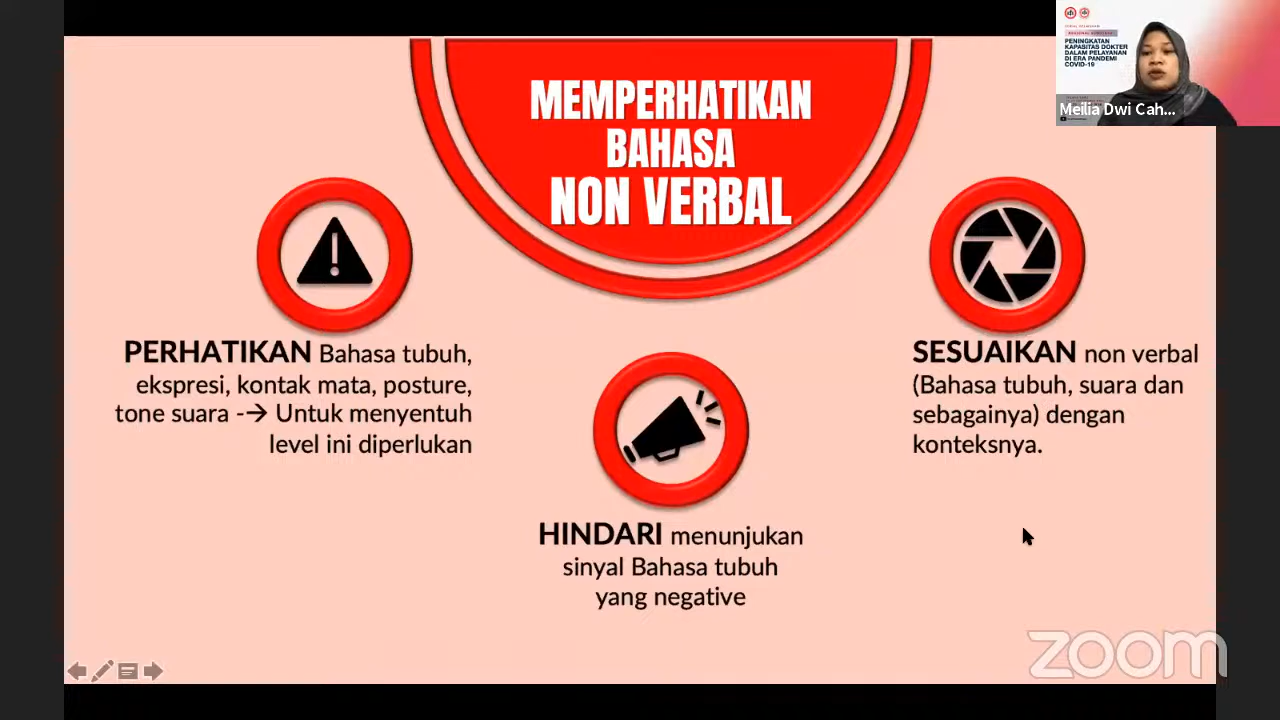 MEMPERHATIKAN
BAHASA
NON VERBAL
PERHATIKAN Bahasa tubuh,
ekspresi, kontak mata, posture,
tone suara -→ Untuk menyentuh
level ini diperlukan
HINDARI menunjukan
sinyal Bahasa tubuh
yang negative
SESUAIKAN non verbal
(Bahasa tubuh, suara dan
sebagainya) dengan
konteksnya.
PENINGKATAN
KAPASITAS DOKTER
DALAM PELAYANAN
DI ERA PANDEMI
COVID-19
Meilia Dwi Cah...
zoom